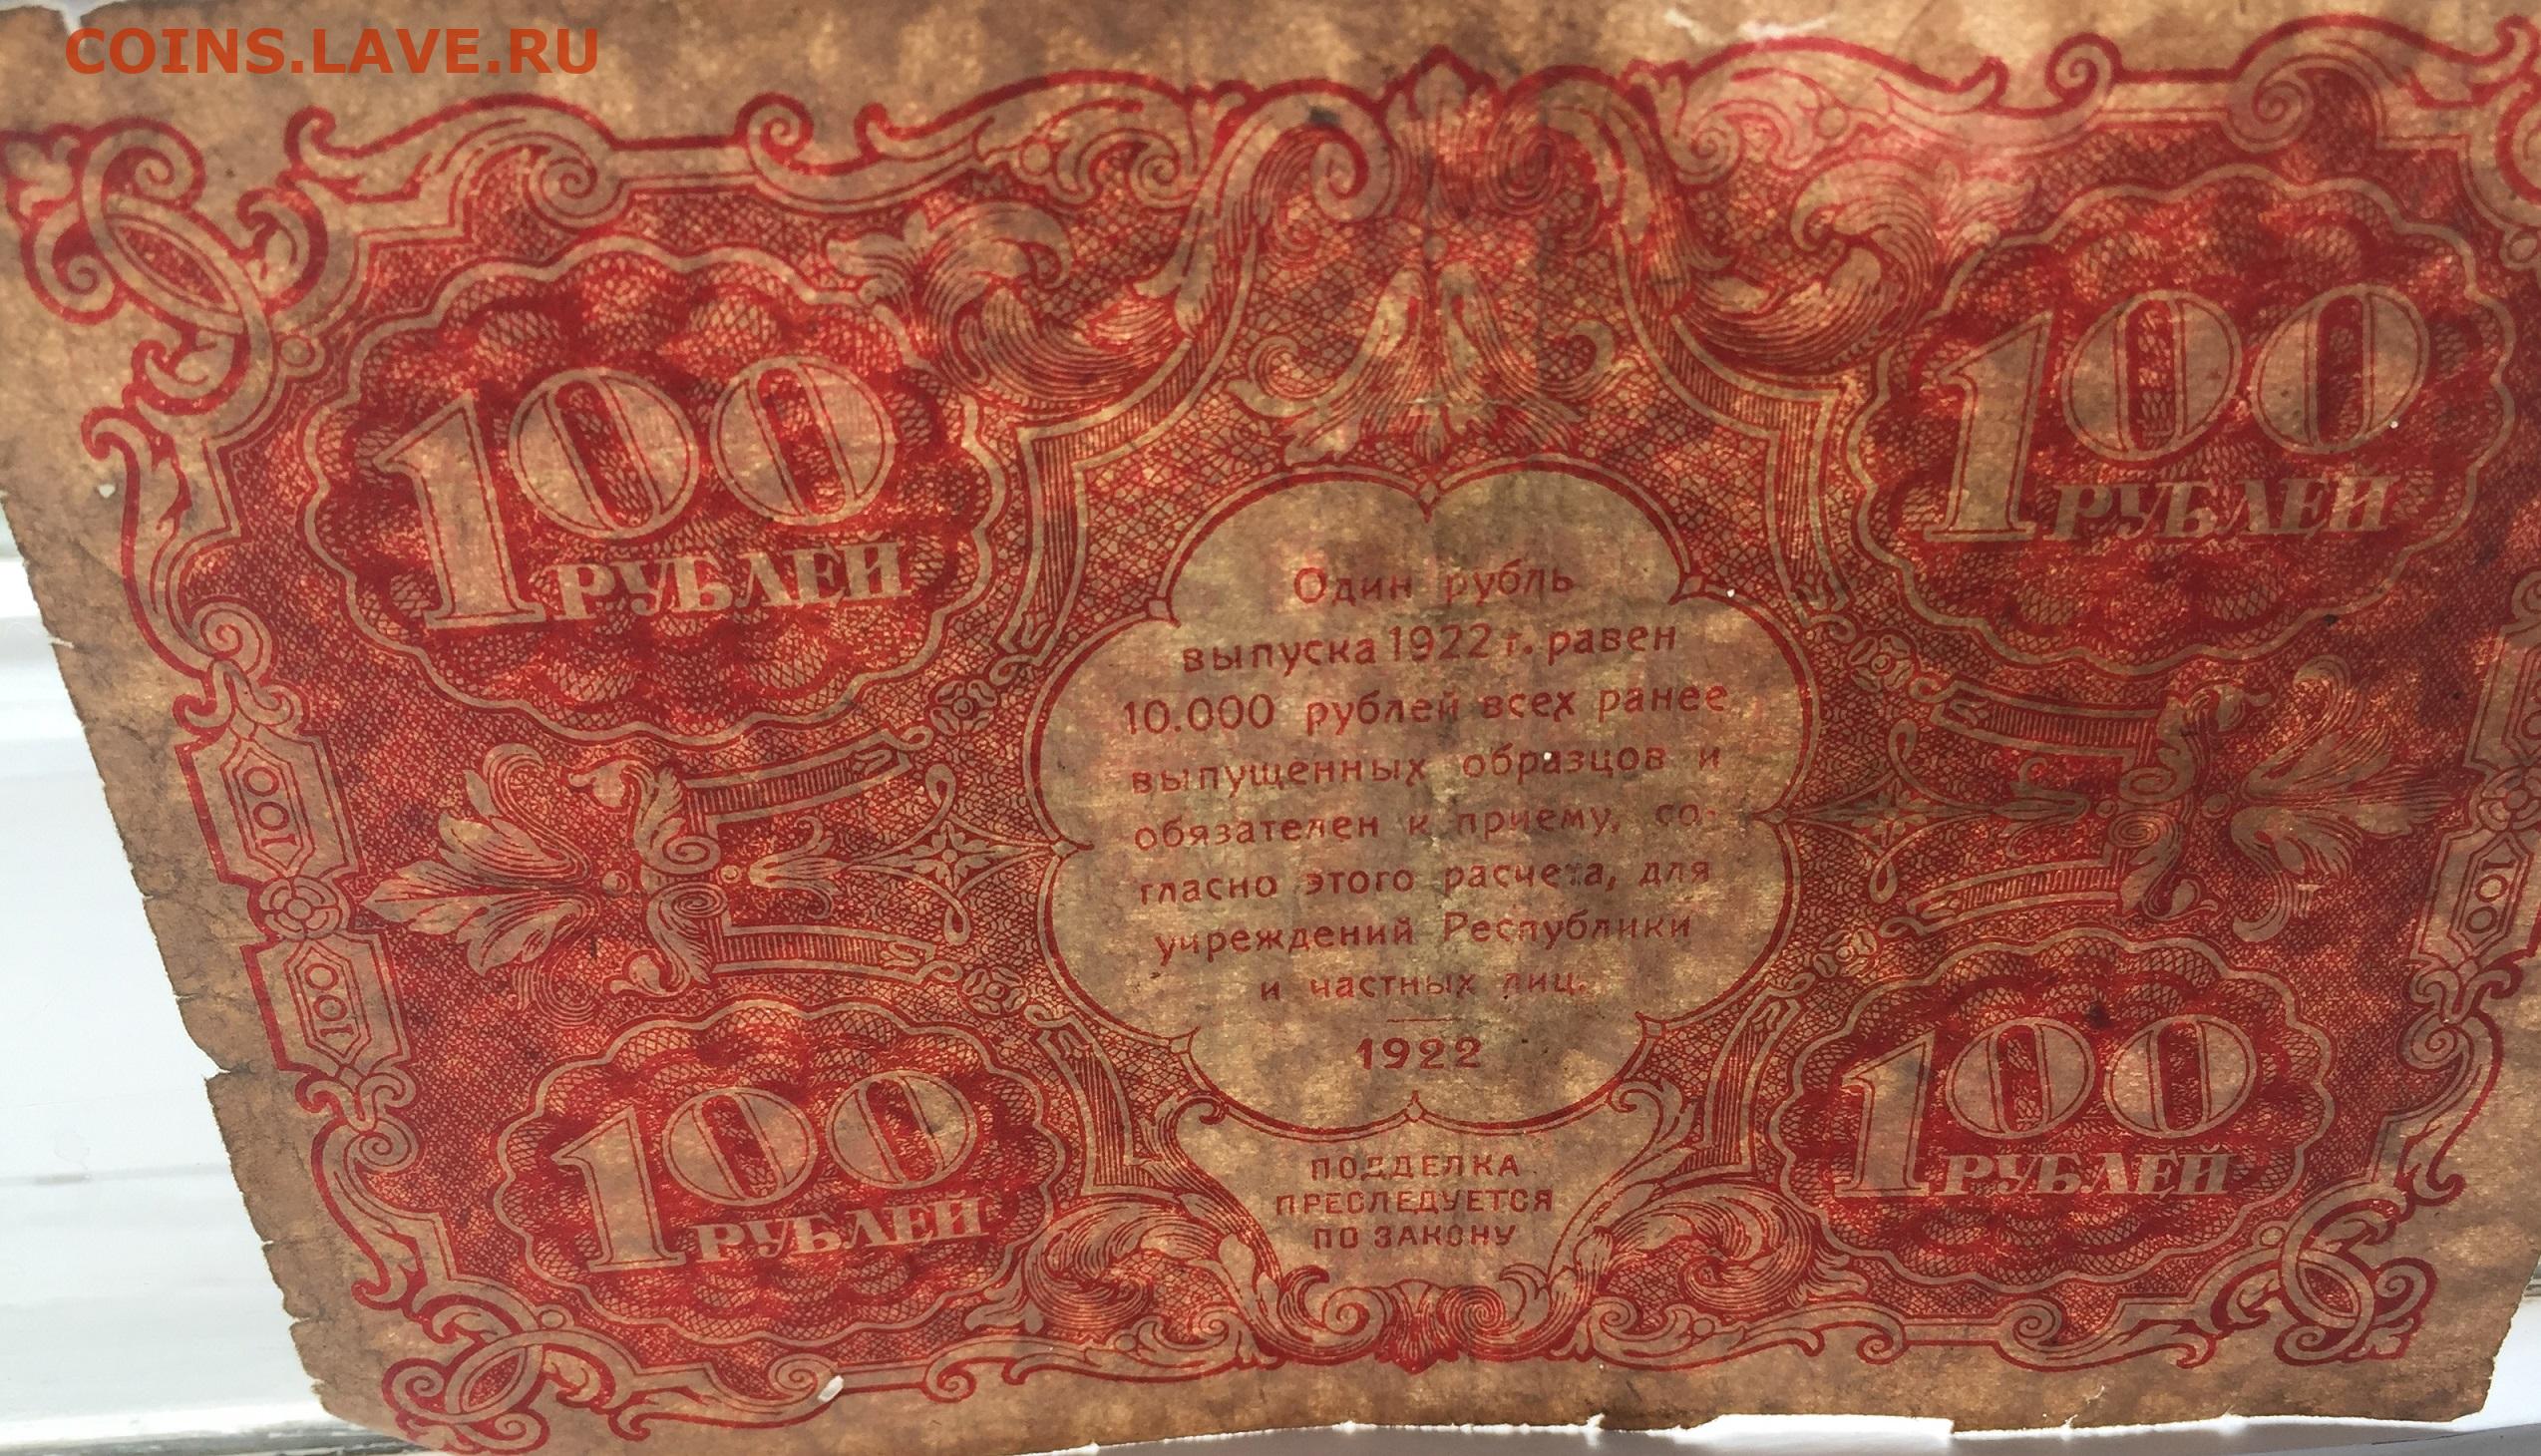 COINS.LAVE.RU
100 РУБЛЕЙ
100 РУБЛЕЙ
Один рубль
выпуска 1922 г. равен
10.000 рублей всех ранее
выпущенных образцов и
обязателен к приему, со-
гласно этого расчета, для
учреждений Республики
и частных лиц.
1922
100
100
100
100 РУБЛЕЙ
100 РУБЛЕЙ
ПОДДЕЛКА
ПРЕСЛЕДУЕТСЯ
ПО ЗАКОНУ